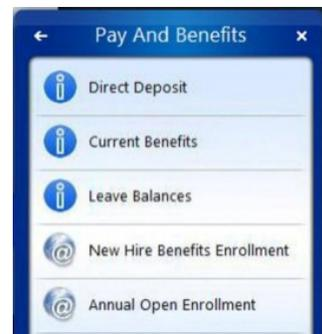 Pay And Benefits
Direct Deposit
Current Benefits
Leave Balances
New Hire Benefits Enrollment
Annual Open Enrollment